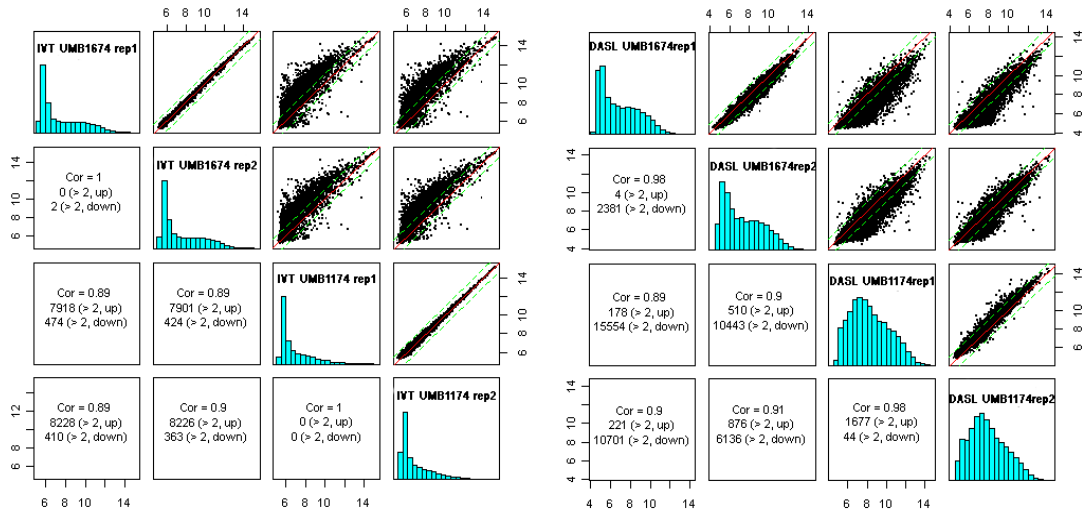 6 8 10 14
4 6 8 10 14
IVT UMB1674 rep1
6 8 10 14
DASL UMB1674rep1
4 6 8 10 14
6 8 10 14
Cor = 1
0 (> 2, up)
2 (> 2, down)
IVT UMB1674 rep2
4 6 8 10 14
Cor = 0.98
4 (> 2, up)
2381 (> 2, down)
DASL UMB1674rep2
Cor = 0.89
7918 (> 2, up)
474 (> 2, down)
Cor = 0.89
7901 (> 2, up)
424 (> 2, down)
IVT UMB1174 rep1
6 8 10 14
Cor = 0.89
178 (> 2, up)
15554 (> 2, down)
Cor = 0.9
510 (> 2, up)
10443 (> 2, down)
DASL UMB1174rep1
4 6 8 10 14
6 8 10 12
Cor = 0.89
8228 (> 2, up)
410 (> 2, down)
Cor = 0.9
8226 (> 2, up)
363 (> 2, down)
Cor = 1
0 (> 2, up)
0 (> 2, down)
IVT UMB1174 rep2
4 6 8 10 14
Cor = 0.9
221 (> 2, up)
10701 (> 2, down)
Cor = 0.91
876 (> 2, up)
6136 (> 2, down)
Cor = 0.98
1677 (> 2, up)
44 (> 2, down)
DASL UMB1174rep2
6 8 10 14
6 8 10 14
4 6 8 10 14
4 6 8 10 14